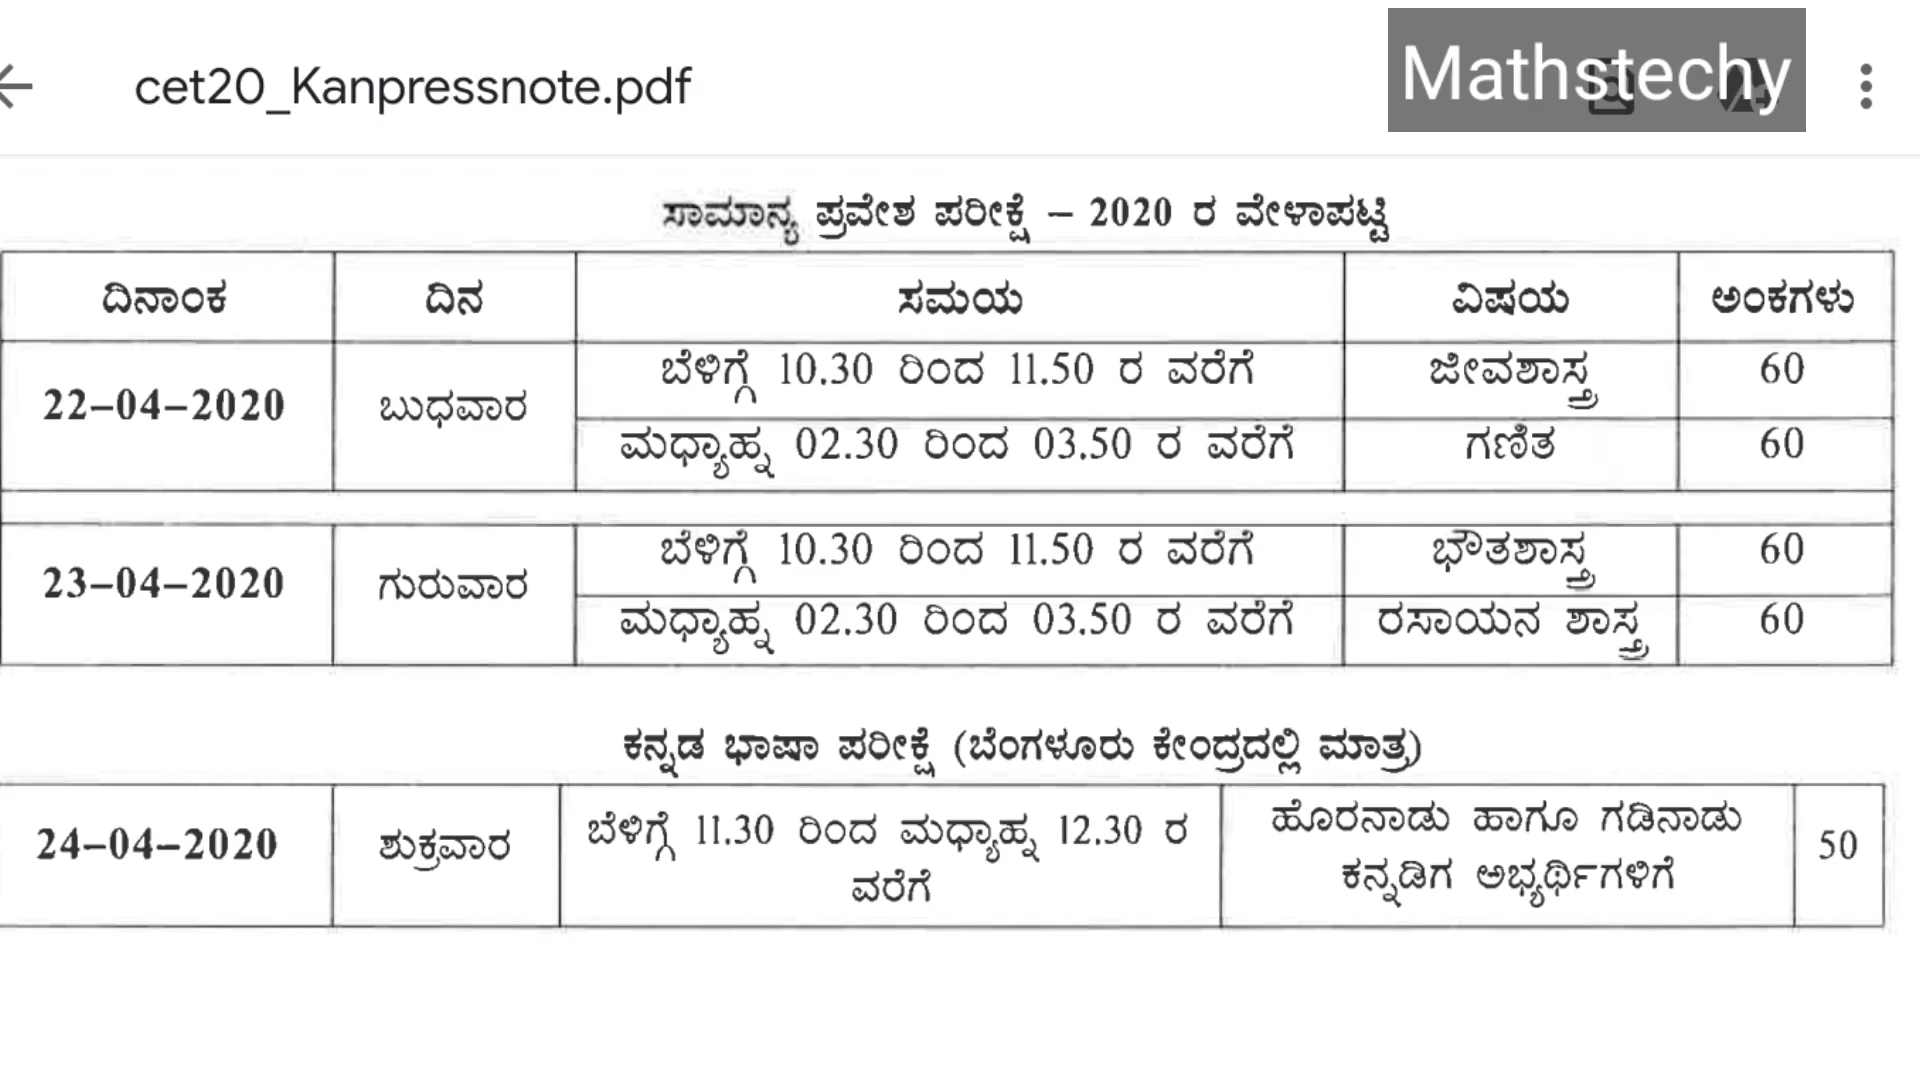 cet20_Kanpressnote.pdf
Mathstechy
ಸಾಮಾನ್ಯ ಪ್ರವೇಶ ಪರೀಕ್ಷೆ – 2020 ರ ವೇಳಾಪಟ್ಟಿ
ದಿನಾಂಕ ದಿನ ಸಮಯ ವಿಷಯ ಅಂಕಗಳು
22–04–2020 ಬುಧವಾರ ಬೆಳಿಗ್ಗೆ 10.30 ರಿಂದ 11.50 ರ ವರೆಗೆ ಜೀವಶಾಸ್ತ್ರ 60
ಮಧ್ಯಾಹ್ನ 02.30 ರಿಂದ 03.50 ರ ವರೆಗೆ ಗಣಿತ 60
23–04–2020 ಗುರುವಾರ ಬೆಳಿಗ್ಗೆ 10.30 ರಿಂದ 11.50 ರ ವರೆಗೆ ಭೌತಶಾಸ್ತ್ರ 60
ಮಧ್ಯಾಹ್ನ 02.30 ರಿಂದ 03.50 ರ ವರೆಗೆ ರಸಾಯನ ಶಾಸ್ತ್ರ 60
ಕನ್ನಡ ಭಾಷಾ ಪರೀಕ್ಷೆ (ಬೆಂಗಳೂರು ಕೇಂದ್ರದಲ್ಲಿ ಮಾತ್ರ)
24–04–2020 ಶುಕ್ರವಾರ ಬೆಳಿಗ್ಗೆ 11.30 ರಿಂದ ಮಧ್ಯಾಹ್ನ 12.30 ರ
ವರೆಗೆ
ಹೊರನಾಡು ಹಾಗೂ ಗಡಿನಾಡು
ಕನ್ನಡಿಗ ಅಭ್ಯರ್ಥಿಗಳಿಗೆ
50